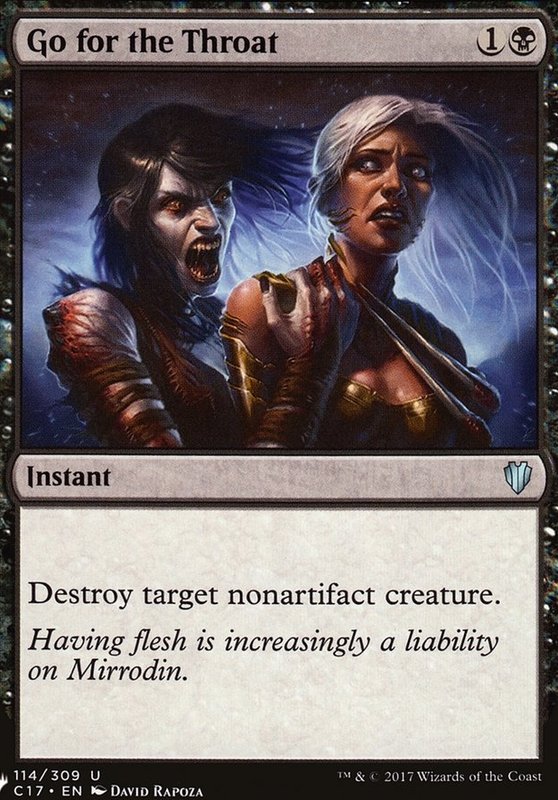 Go for the Throat 1
Instant
Destroy target nonartifact creature.
Having flesh is increasingly a liability
on Mirrodin.
114/309 U
C17 • EN DAVID RAPOZA
™ & © 2017 Wizards of the Coast